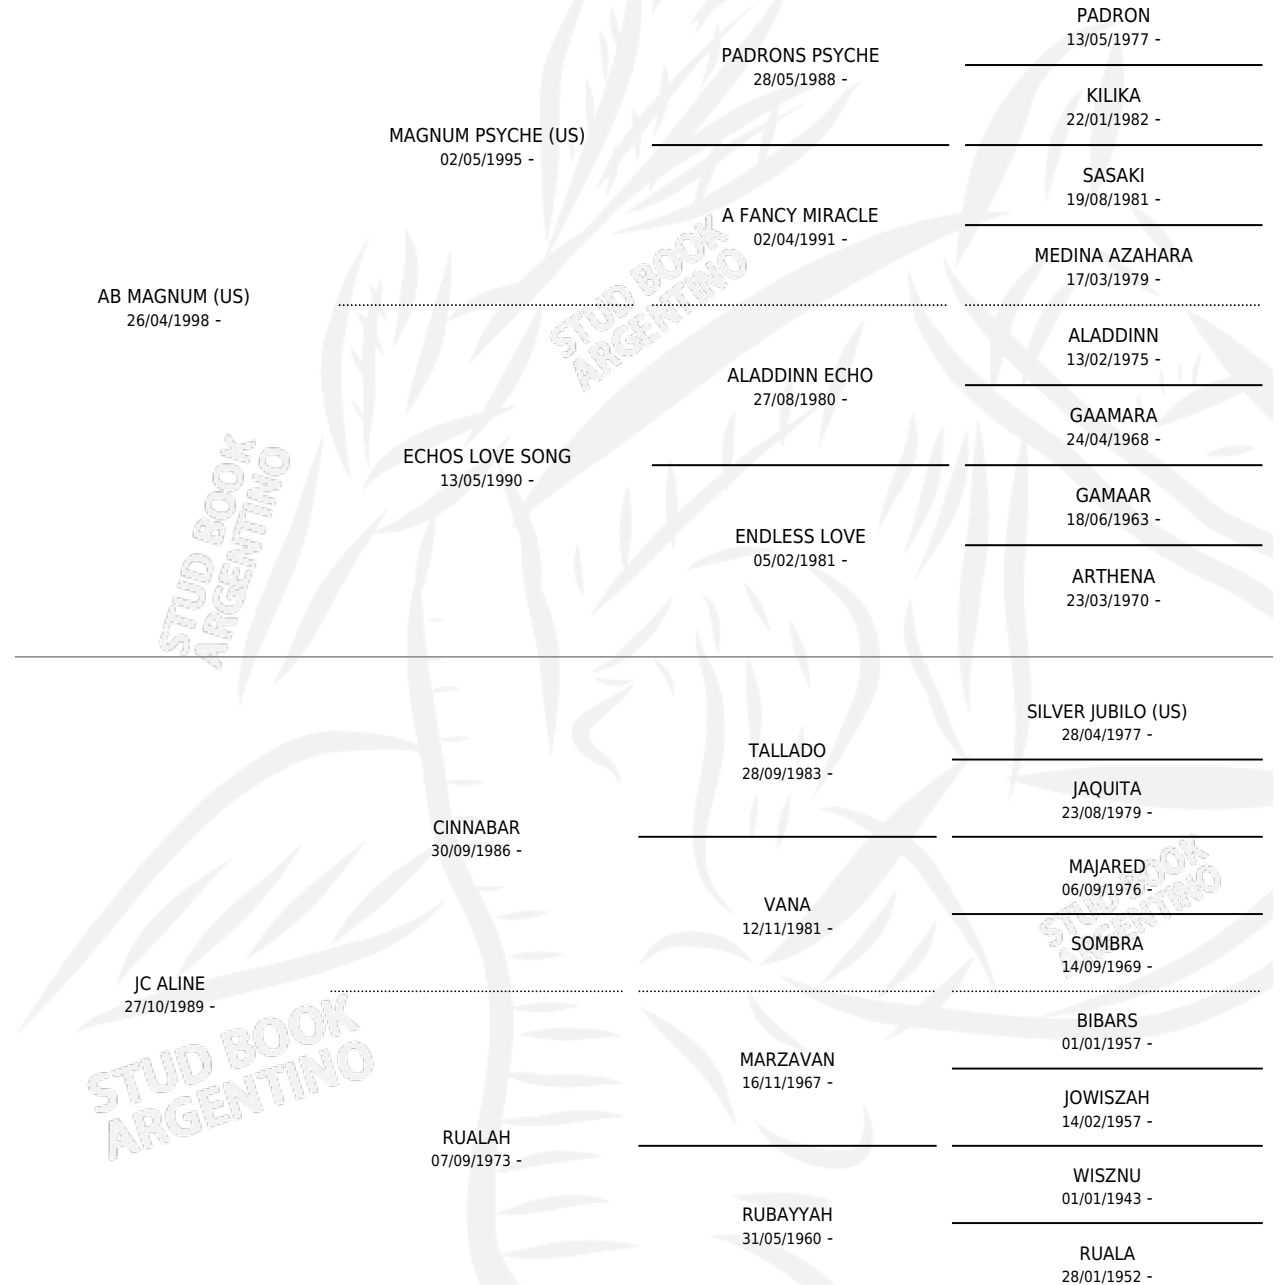 PADRON
13/05/1977 -
PADRONS PSYCHE
28/05/1988 -
KILIKA
22/01/1982 -
MAGNUM PSYCHE (US)
02/05/1995 -
SASAKI
19/08/1981 -
A FANCY MIRACLE
02/04/1991 -
MEDINA AZAHARA
17/03/1979 -
AB MAGNUM (US)
26/04/1998 -
ALADDINN
13/02/1975 -
ALADDINN ECHO
27/08/1980 -
GAAMARA
24/04/1968 -
ECHOS LOVE SONG
13/05/1990 -
GAMAAR
18/06/1963 -
ENDLESS LOVE
05/02/1981 -
ARTHENA
23/03/1970 -
SILVER JUBILO (US)
28/04/1977 -
TALLADO
28/09/1983 -
JAQUITA
23/08/1979 -
CINNABAR
30/09/1986 -
MAJARED
06/09/1976 -
VANA
12/11/1981 -
SOMBRA
14/09/1969 -
JC ALINE
27/10/1989 -
BIBARS
01/01/1957 -
MARZAVAN
16/11/1967 -
JOWISZAH
14/02/1957 -
RUALAH
07/09/1973 -
WISZNU
01/01/1943 -
RUBAYYAH
31/05/1960 -
RUALA
28/01/1952 -
STUD BOOK
ARGENTINO
STUD BOOK
ARGENTINO
STUD BOOK
ARGENTINO
STUD BOOK
ARGENTINO